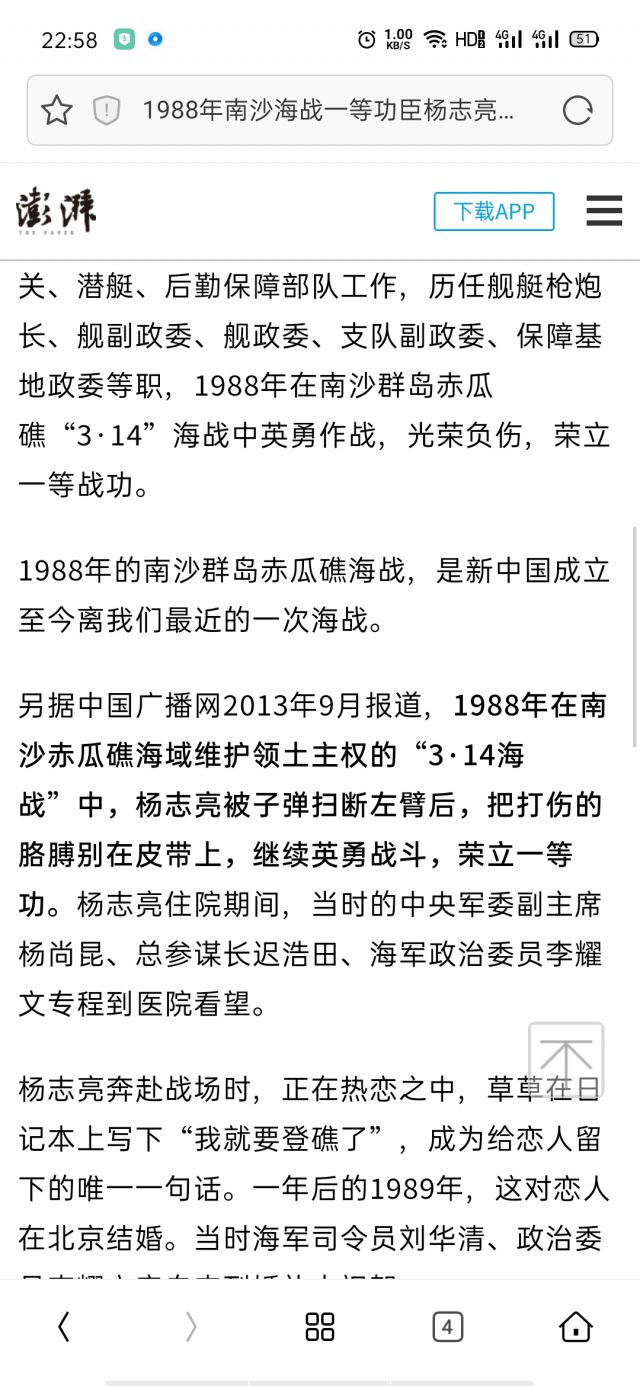 22:58
1.00
KB/S
HD
4G
4G
51
1988年南沙海战一等功臣杨志亮...
澎湃
THE PAPER
下载APP
关、潜艇、后勤保障部队工作，历任舰艇枪炮
长、舰副政委、舰政委、支队副政委、保障基
地政委等职，1988年在南沙群岛赤瓜
礁“3·14”海战中英勇作战，光荣负伤，荣立
一等战功。
1988年的南沙群岛赤瓜礁海战，是新中国成立
至今离我们最近的一次海战。
另据中国广播网2013年9月报道，1988年在南
沙赤瓜礁海域维护领土主权的“3·14海
战”中，杨志亮被子弹扫断左臂后，把打伤的
胳膊别在皮带上，继续英勇战斗，荣立一等
功。杨志亮住院期间，当时的中央军委副主席
杨尚昆、总参谋长迟浩田、海军政治委员李耀
文专程到医院看望。
杨志亮奔赴战场时，正在热恋之中，草草在日
记本上写下“我就要登礁了”，成为给恋人留
下的唯一一句话。一年后的1989年，这对恋人
在北京结婚。当时海军司令员刘华清、政治委
4